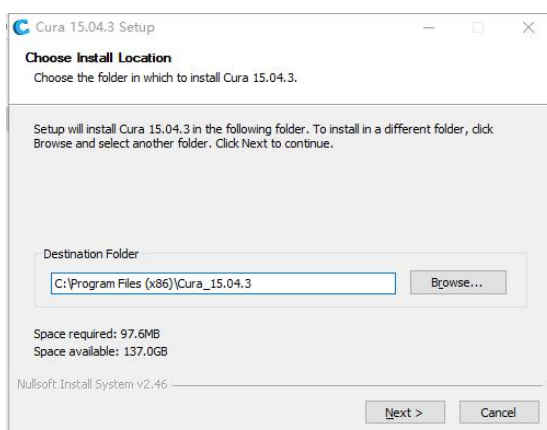 Cura 15.04.3 Setup
Choose Install Location
Choose the folder in which to install Cura 15.04.3.
Setup will install Cura 15.04.3 in the following folder. To install in a different folder, click
Browse and select another folder. Click Next to continue.
Destination Folder
C:\Program Files (x86)\Cura_15.04.3
Browse...
Space required: 97.6MB
Space available: 137.0GB
Nullsoft Install System v2.46
Next >
Cancel